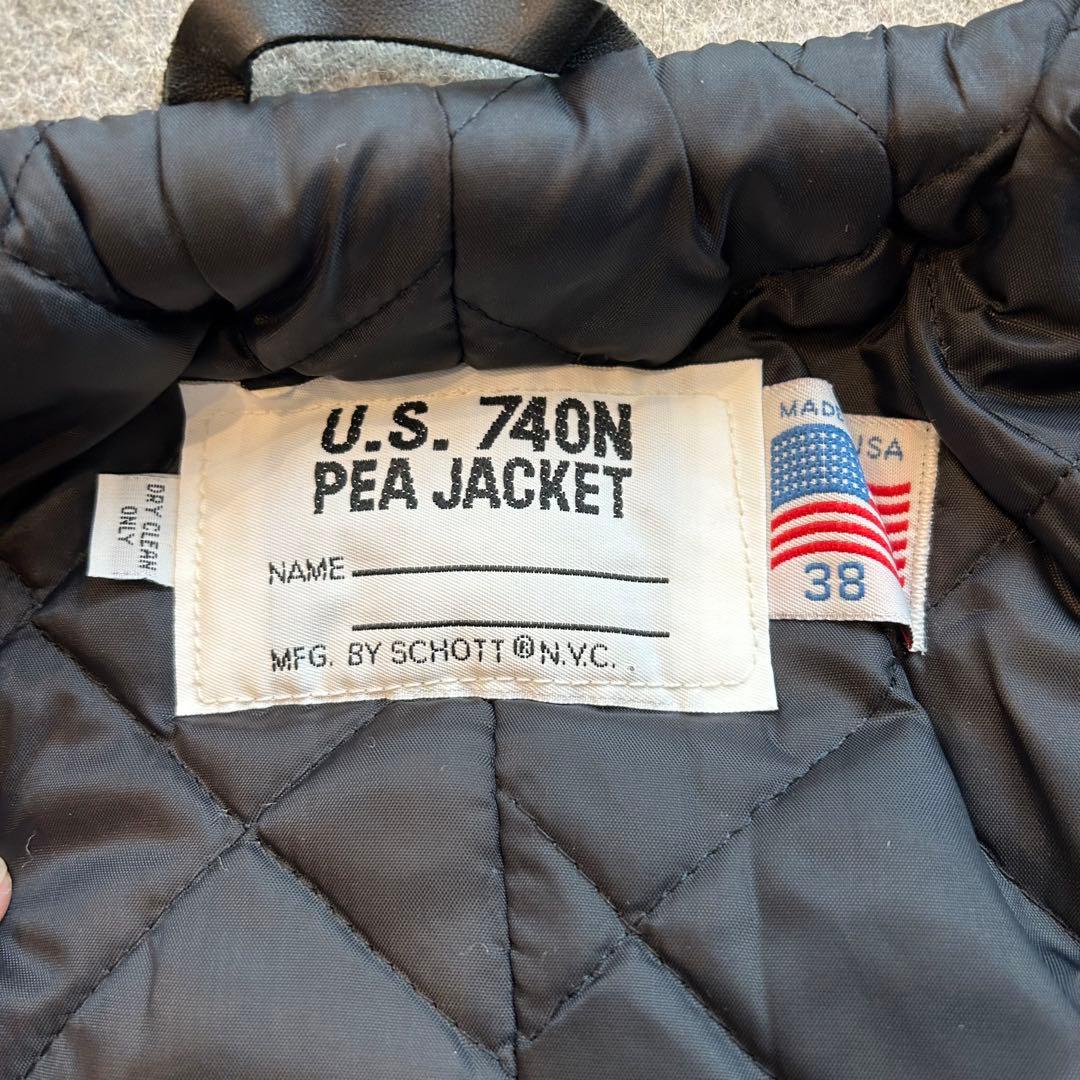 U.S. 740N
PEA JACKET
NAME
MFG. BY SCHOTT® N.Y.C.
DRY CLEAN
ONLY
MADE
USA
38